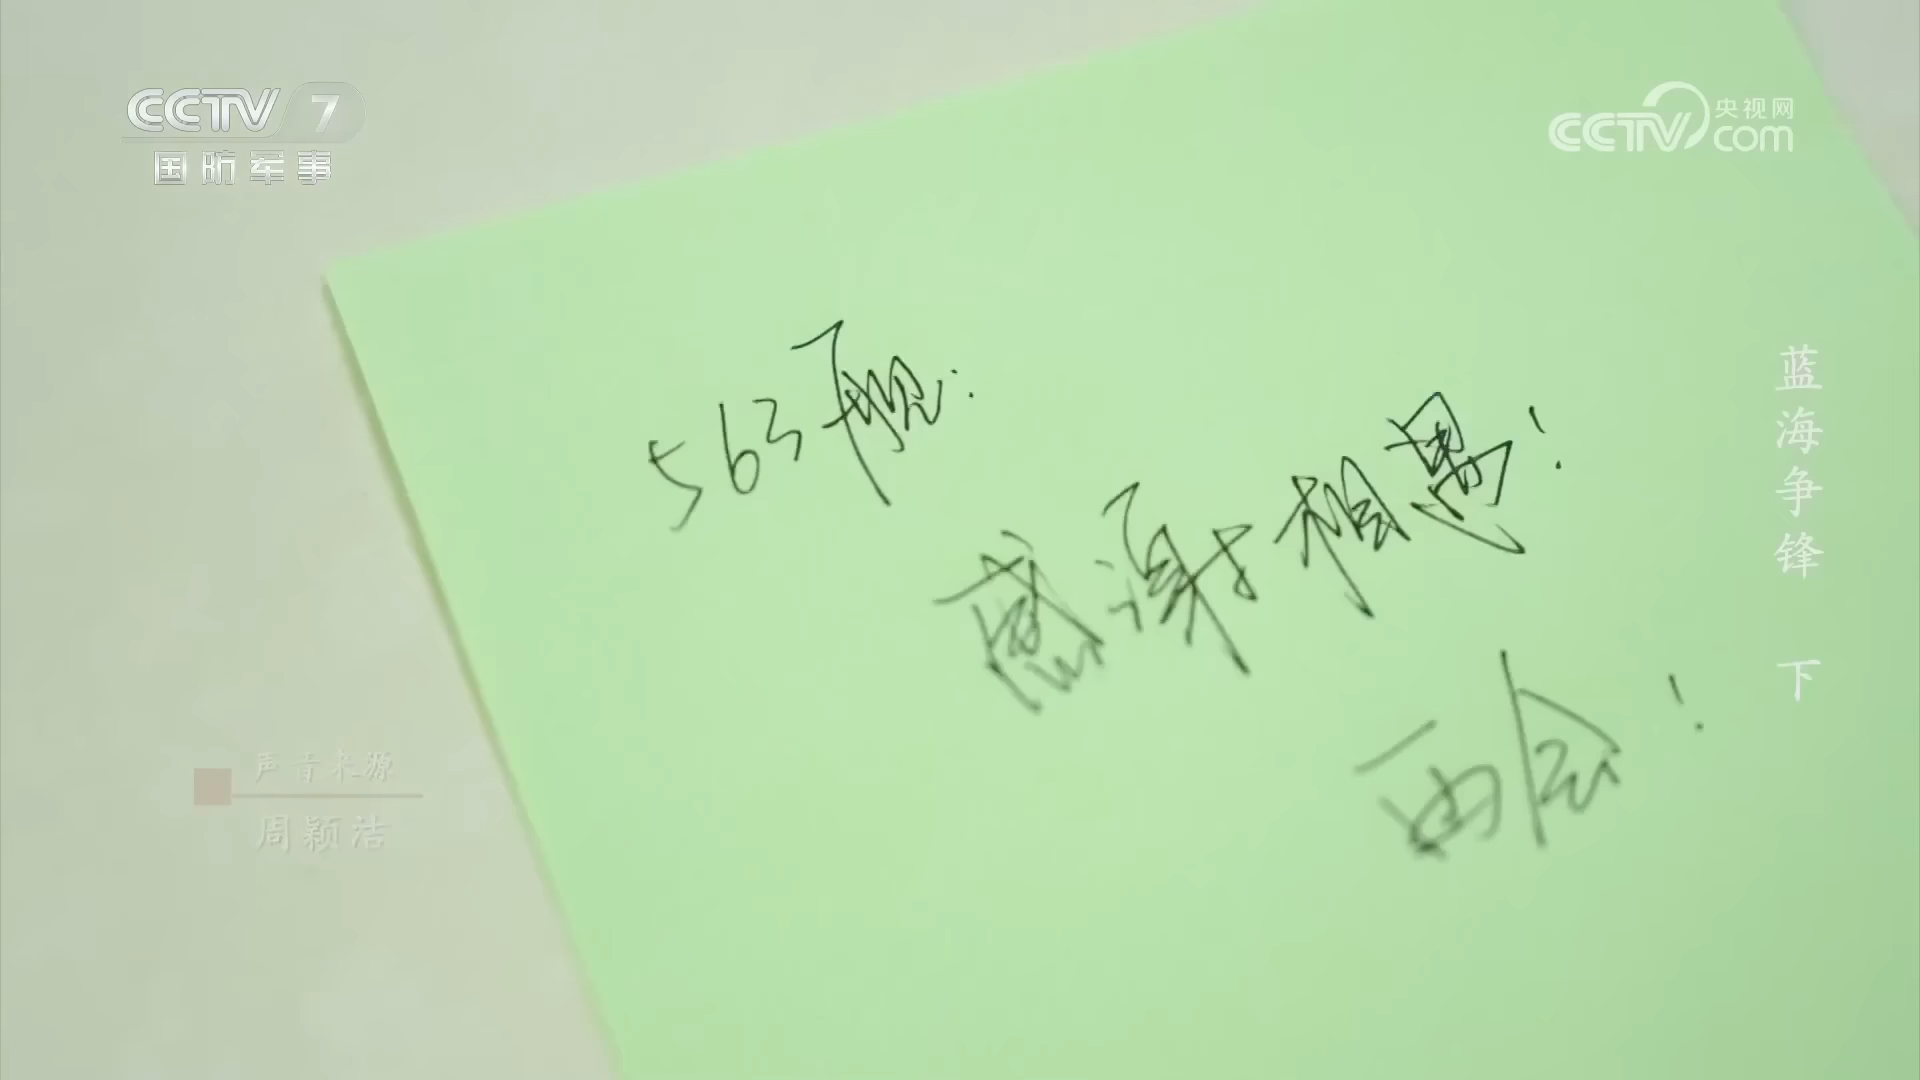 CCTV 7
国防军事
CCTV 央视网
com
563舰：
感谢相遇！
再会！
蓝海争锋 下
声音来源
周颖洁